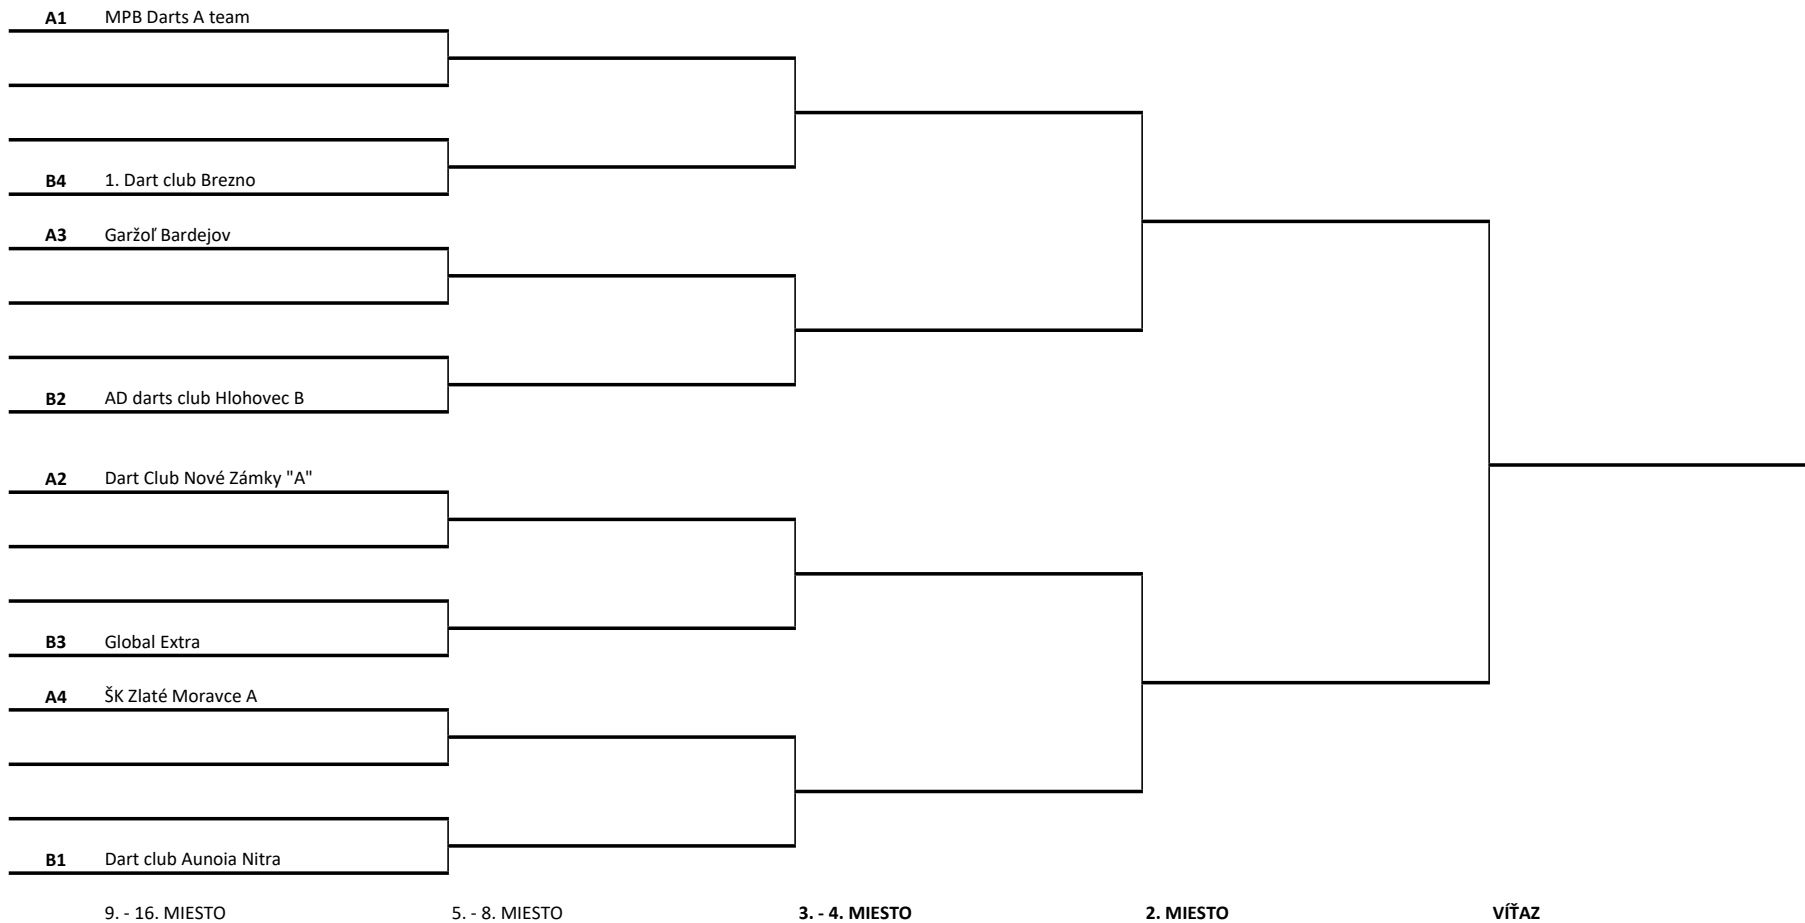 A1 MPB Darts A team
B4 1. Dart club Brezno
A3 Garžoľ Bardejov
B2 AD darts club Hlohovec B
A2 Dart Club Nové Zámky "A"
B3 Global Extra
A4 ŠK Zlaté Moravce A
B1 Dart club Aunoia Nitra
9. - 16. MIESTO 5. - 8. MIESTO 3. - 4. MIESTO 2. MIESTO VÍŤAZ